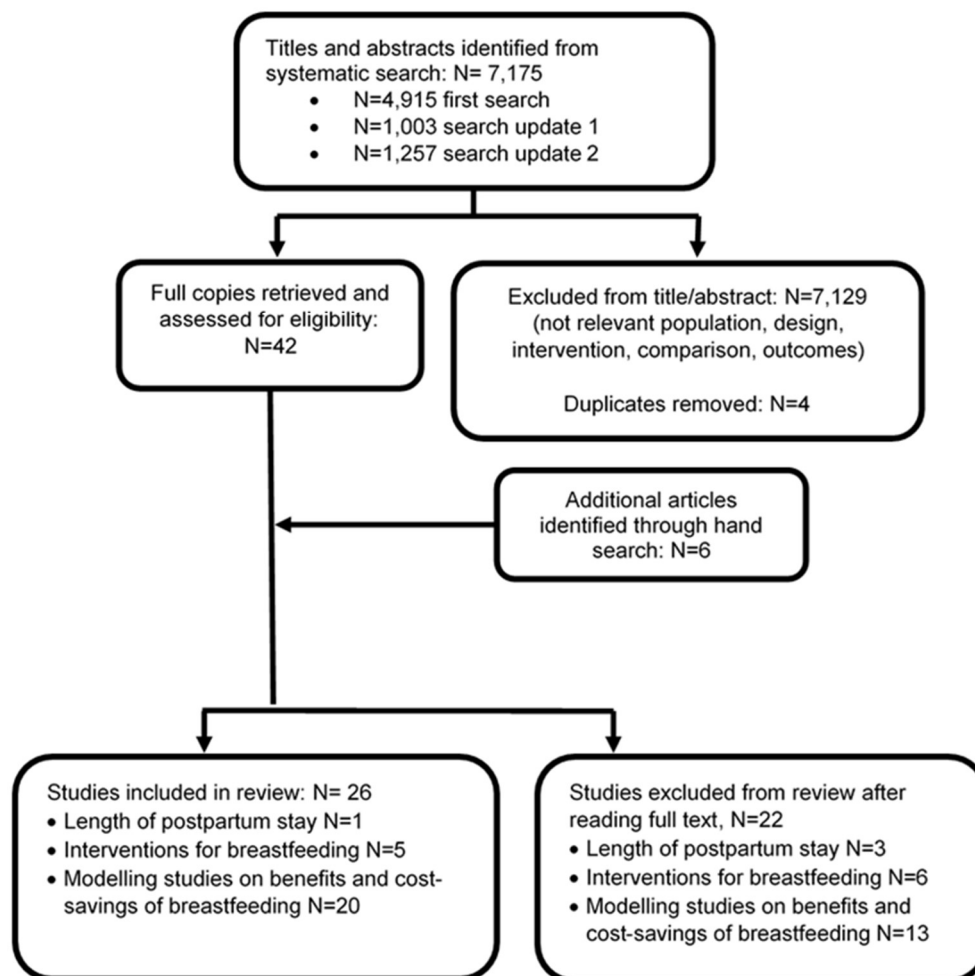 Titles and abstracts identified from
systematic search: N= 7,175
• N=4,915 first search
• N=1,003 search update 1
• N=1,257 search update 2
Full copies retrieved and
assessed for eligibility:
N=42
Excluded from title/abstract: N=7,129
(not relevant population, design,
intervention, comparison, outcomes)
Duplicates removed: N=4
Additional articles
identified through hand
search: N=6
Studies included in review: N= 26
• Length of postpartum stay N=1
• Interventions for breastfeeding N=5
• Modelling studies on benefits and cost-
savings of breastfeeding N=20
Studies excluded from review after
reading full text, N=22
• Length of postpartum stay N=3
• Interventions for breastfeeding N=6
• Modelling studies on benefits and
cost-savings of breastfeeding N=13